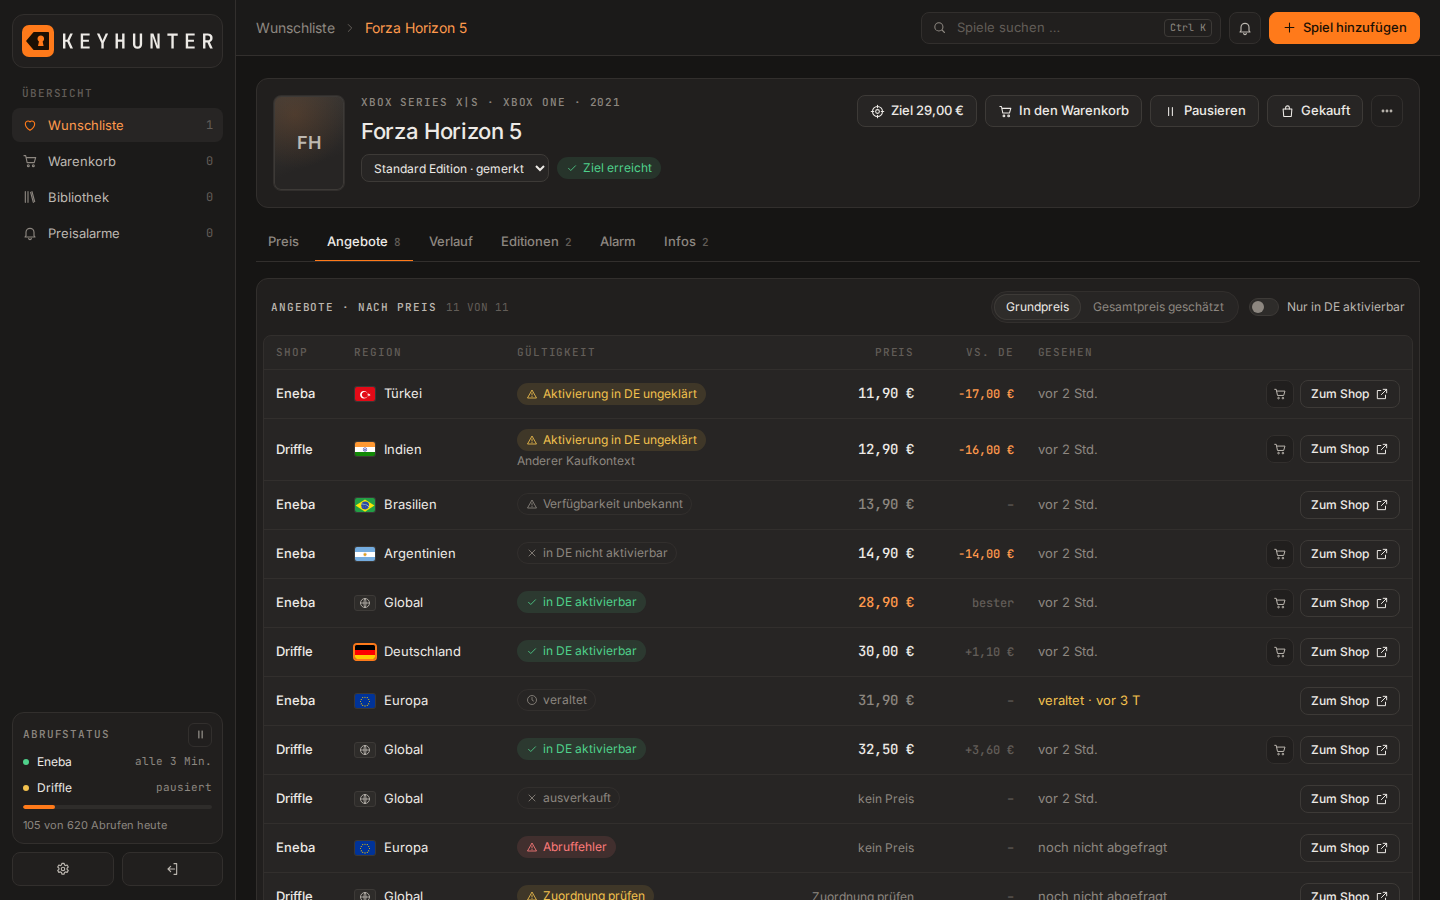 KEYHUNTER
Wunschliste > Forza Horizon 5
Spiele suchen ...
Ctrl K
Spiel hinzufügen
ÜBERSICHT
Wunschliste 1
Warenkorb 0
Bibliothek 0
Preisalarme 0
FH
XBOX SERIES X|S · XBOX ONE · 2021
Forza Horizon 5
Standard Edition · gemerkt
Ziel erreicht
Ziel 29,00 €
In den Warenkorb
Pausieren
Gekauft
Preis
Angebote 8
Verlauf
Editionen 2
Alarm
Infos 2
ANGEBOTE · NACH PREIS 11 VON 11
Grundpreis
Gesamtpreis geschätzt
Nur in DE aktivierbar
SHOP REGION GÜLTIGKEIT PREIS VS. DE GESEHEN
Eneba Türkei Aktivierung in DE ungeklärt 11,90 € -17,00 € vor 2 Std. Zum Shop
Driffle Indien Aktivierung in DE ungeklärt 12,90 € -16,00 € vor 2 Std. Zum Shop
Anderer Kaufkontext
Eneba Brasilien Verfügbarkeit unbekannt 13,90 € – vor 2 Std. Zum Shop
Eneba Argentinien in DE nicht aktivierbar 14,90 € -14,00 € vor 2 Std. Zum Shop
Eneba Global in DE aktivierbar 28,90 € bester vor 2 Std. Zum Shop
Driffle Deutschland in DE aktivierbar 30,00 € +1,10 € vor 2 Std. Zum Shop
Eneba Europa veraltet 31,90 € – veraltet · vor 3 T Zum Shop
Driffle Global in DE aktivierbar 32,50 € +3,60 € vor 2 Std. Zum Shop
Driffle Global ausverkauft kein Preis – vor 2 Std. Zum Shop
Eneba Europa Abruffehler kein Preis – noch nicht abgefragt Zum Shop
Driffle Global Zuordnung prüfen Zuordnung prüfen – noch nicht abgefragt Zum Shop
ABRUFSTATUS
Eneba alle 3 Min.
Driffle pausiert
105 von 620 Abrufen heute